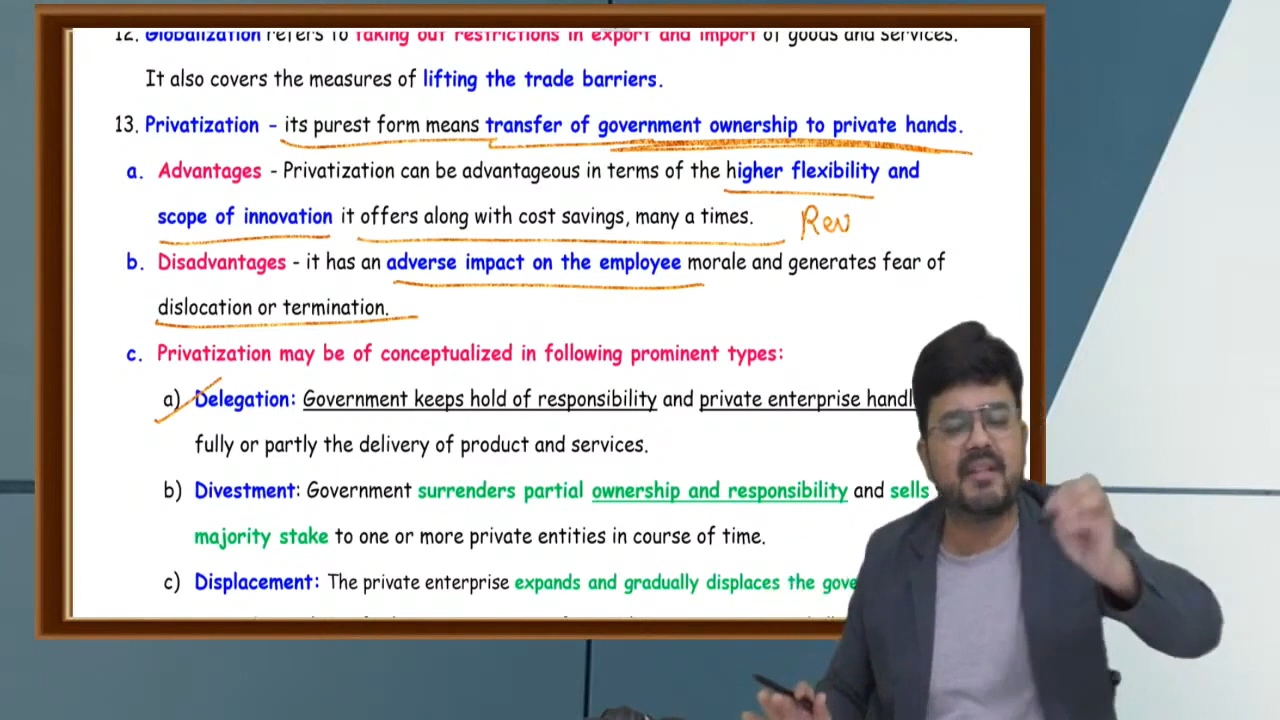 12. Globalization refers to taking out restrictions in export and import of goods and services.
It also covers the measures of lifting the trade barriers.
13. Privatization - its purest form means transfer of government ownership to private hands.
a. Advantages - Privatization can be advantageous in terms of the higher flexibility and
scope of innovation it offers along with cost savings, many a times.
Rev
b. Disadvantages - it has an adverse impact on the employee morale and generates fear of
dislocation or termination.
c. Privatization may be of conceptualized in following prominent types:
a) Delegation: Government keeps hold of responsibility and private enterprise handl
fully or partly the delivery of product and services.
b) Divestment: Government surrenders partial ownership and responsibility and sells
majority stake to one or more private entities in course of time.
c) Displacement: The private enterprise expands and gradually displaces the gove